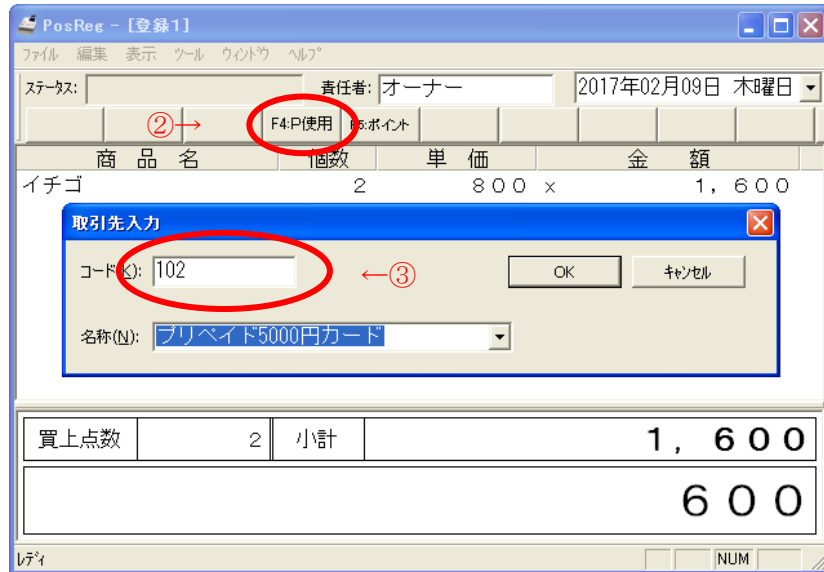 PosReg - [登録1]
ファイル 編集 表示 ツール ウィンドウ ヘルプ
ステータス: 責任者: オーナー 2017年02月09日 木曜日
②→ F4:P使用 F5:ポイント
商品名 個数 単価 金額
イチゴ 2 800 x 1,600
取引先入力
コード(K): 102 ←③ OK キャンセル
名称(N): プリペイド5000円カード
買上点数 2 小計 1,600
600
レディ NUM